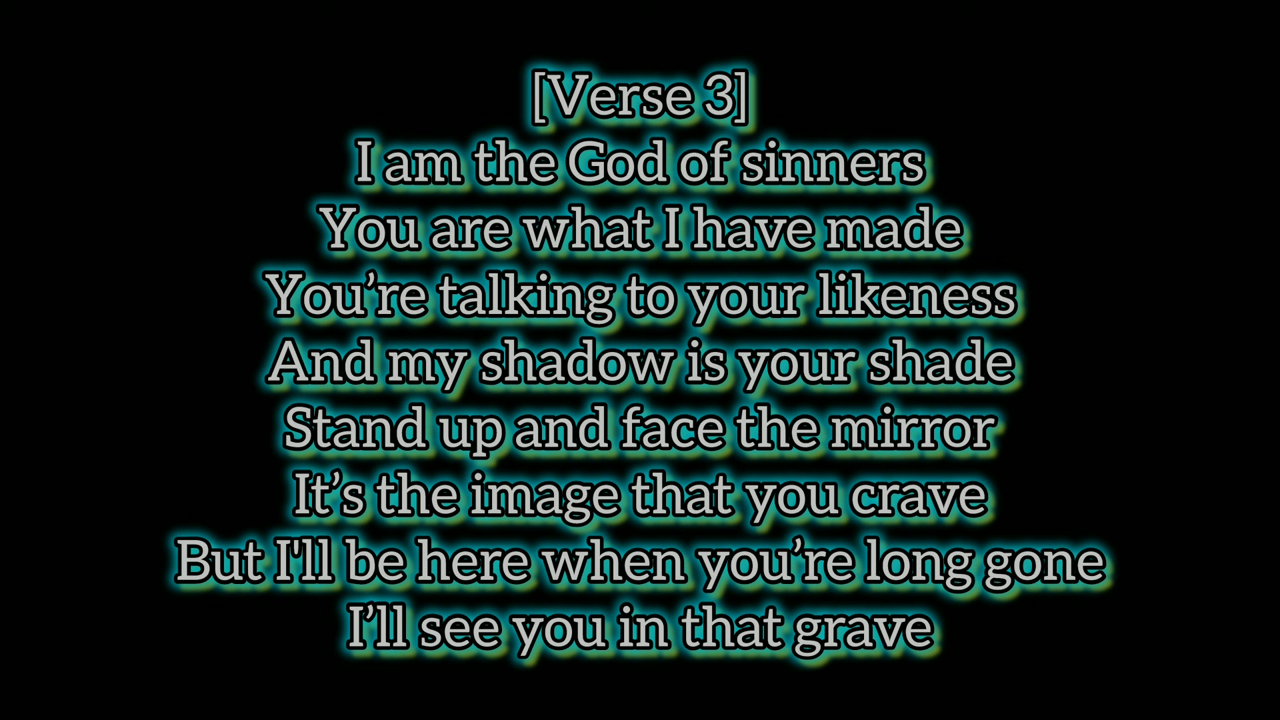 [Verse 3]
I am the God of sinners
You are what I have made
You’re talking to your likeness
And my shadow is your shade
Stand up and face the mirror
It’s the image that you crave
But I'll be here when you’re long gone
I’ll see you in that grave